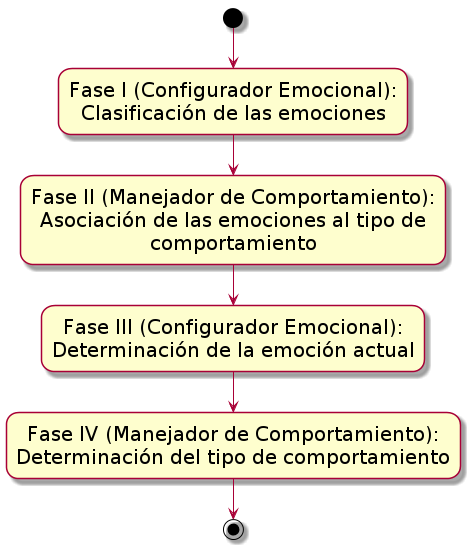 Fase I (Configurador Emocional):
Clasificación de las emociones
Fase II (Manejador de Comportamiento):
Asociación de las emociones al tipo de
comportamiento
Fase III (Configurador Emocional):
Determinación de la emoción actual
Fase IV (Manejador de Comportamiento):
Determinación del tipo de comportamiento